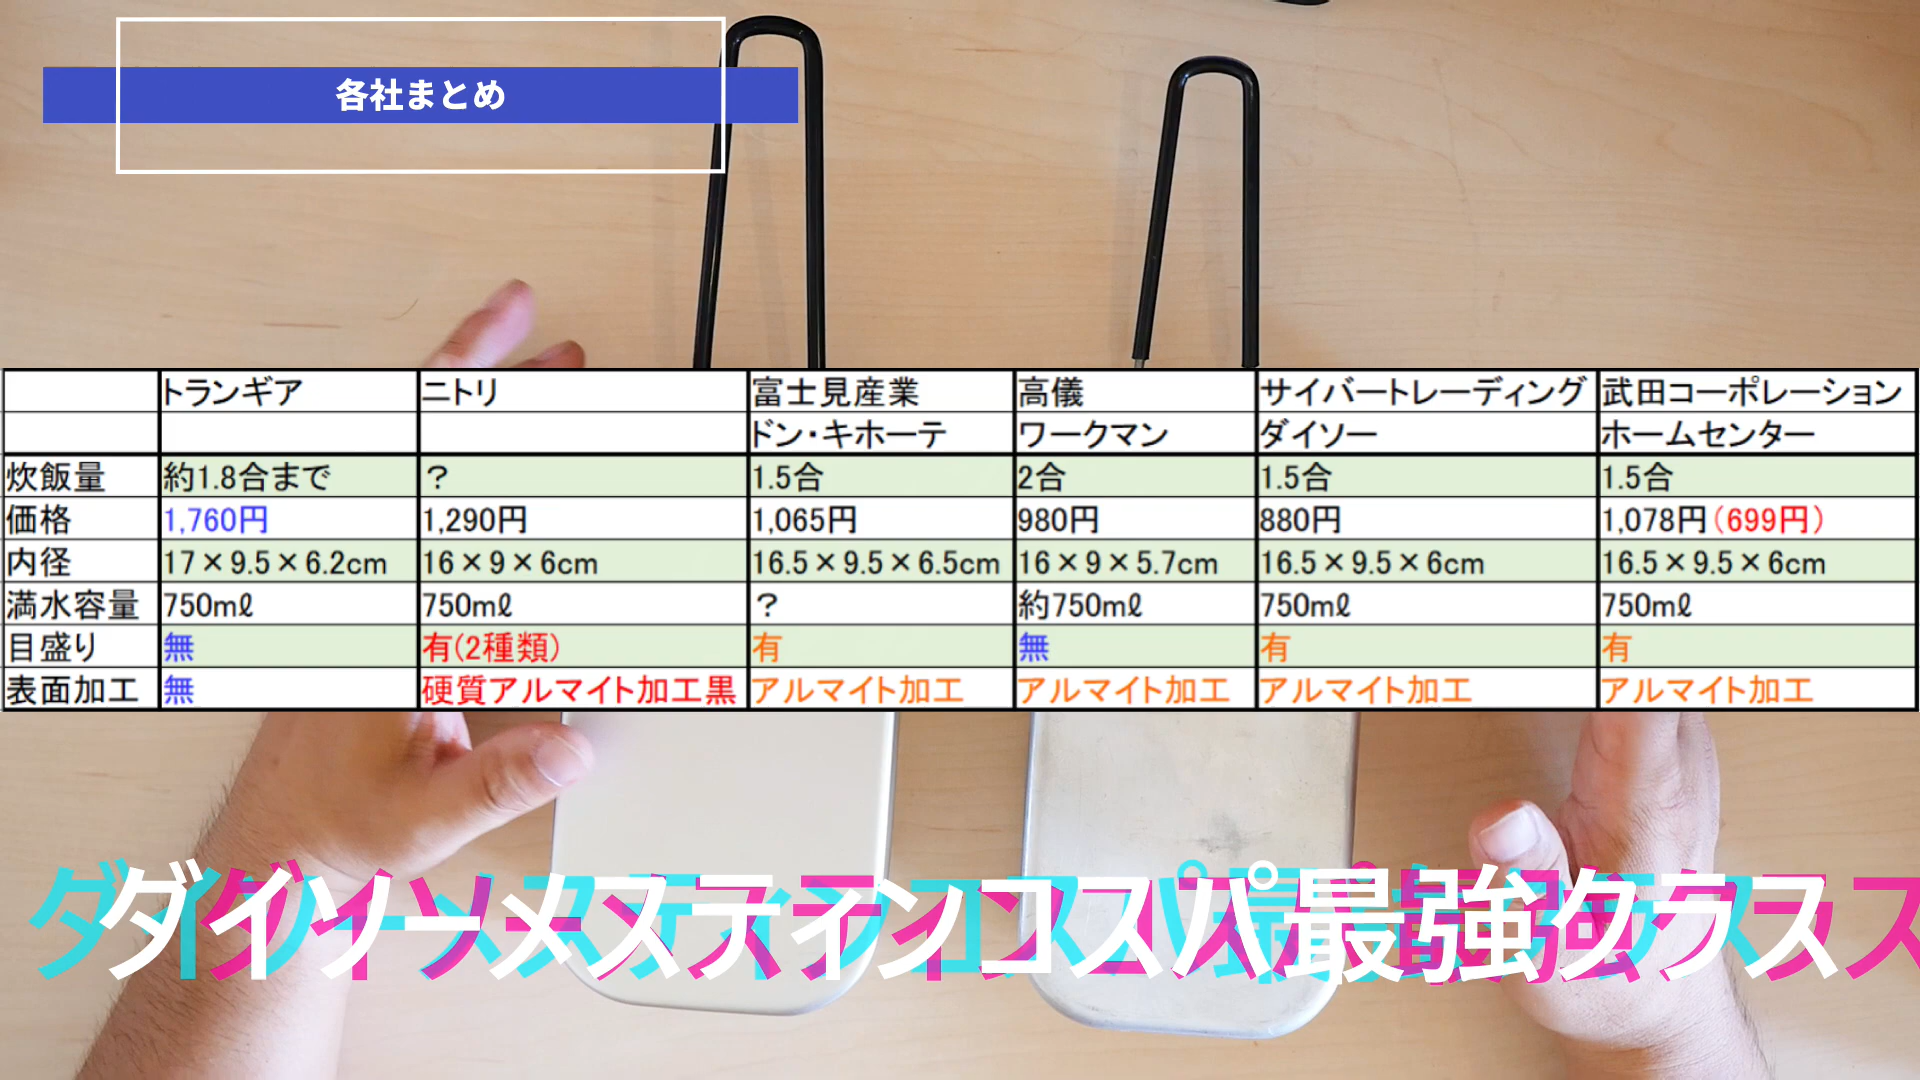 各社まとめ
トランギア ニトリ 富士見産業 高儀 サイバートレーディング 武田コーポレーション
ドン・キホーテ ワークマン ダイソー ホームセンター
炊飯量 約1.8合まで ? 1.5合 2合 1.5合 1.5合
価格 1,760円 1,290円 1,065円 980円 880円 1,078円(699円)
内径 17×9.5×6.2cm 16×9×6cm 16.5×9.5×6.5cm 16×9×5.7cm 16.5×9.5×6cm 16.5×9.5×6cm
満水容量 750mℓ 750mℓ ? 約750mℓ 750mℓ 750mℓ
目盛り 無 有(2種類) 有 無 有 有
表面加工 無 硬質アルマイト加工黒 アルマイト加工 アルマイト加工 アルマイト加工 アルマイト加工
ダイソーメスティンコスパ最強クラス